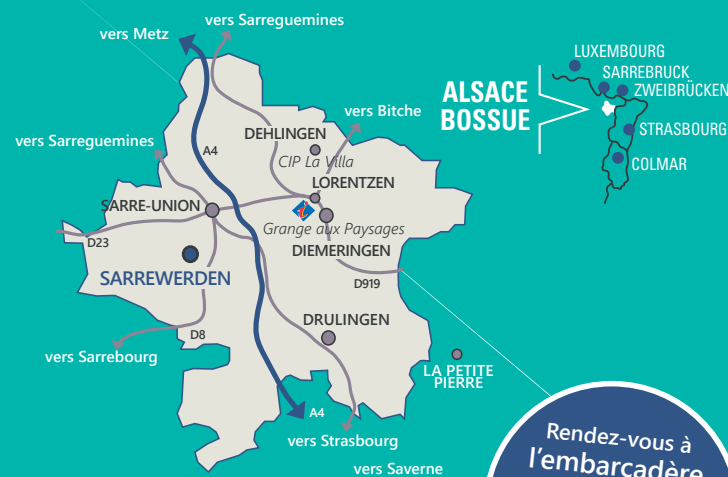 vers Sarreguemines
vers Metz
LUXEMBOURG
SARREBRUCK
ZWEIBRÜCKEN
ALSACE
BOSSUE
STRASBOURG
COLMAR
vers Bitche
DEHLINGEN
vers Sarreguemines
A4
CIP La Villa
LORENTZEN
SARRE-UNION
i
Grange aux Paysages
D23
DIEMERINGEN
SARREWERDEN
D919
DRULINGEN
D8
vers Sarrebourg
LA PETITE
PIERRE
A4
vers Strasbourg
vers Saverne
Rendez-vous à
l'embarcadère